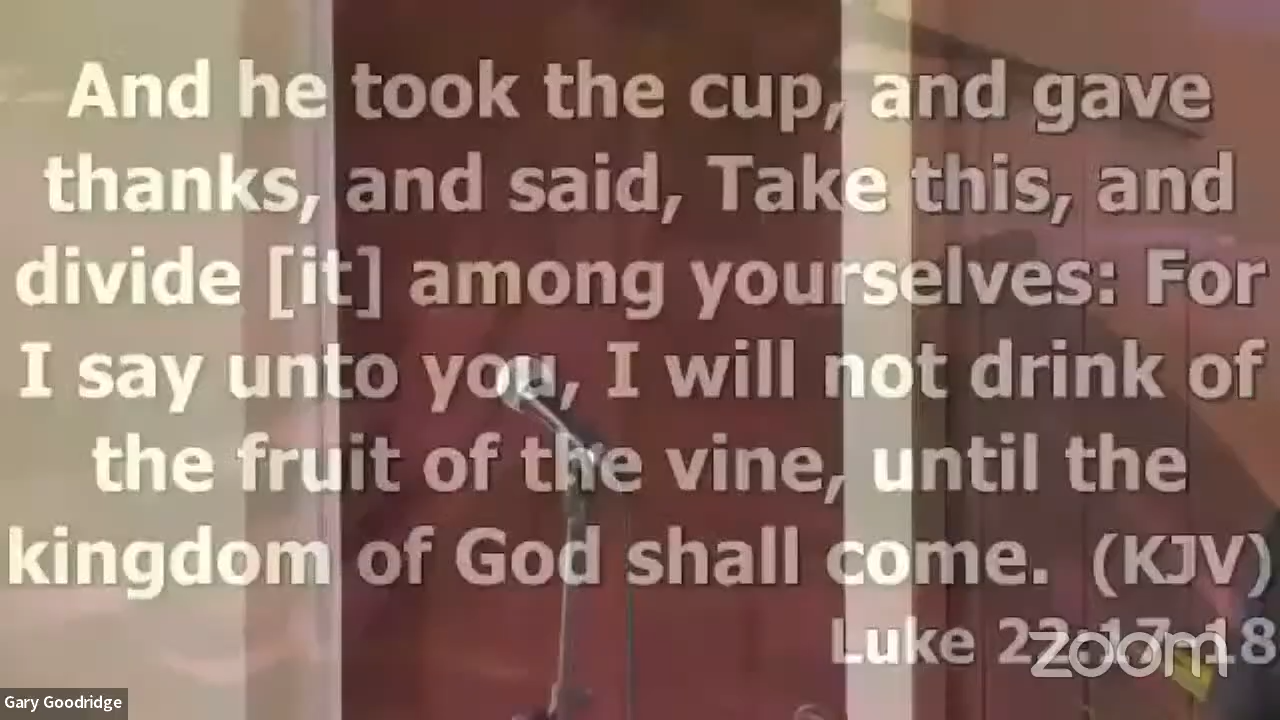 And he took the cup, and gave
thanks, and said, Take this, and
divide [it] among yourselves: For
I say unto you, I will not drink of
the fruit of the vine, until the
kingdom of God shall come. (KJV)
Luke 22:17-18
zoom
Gary Goodridge